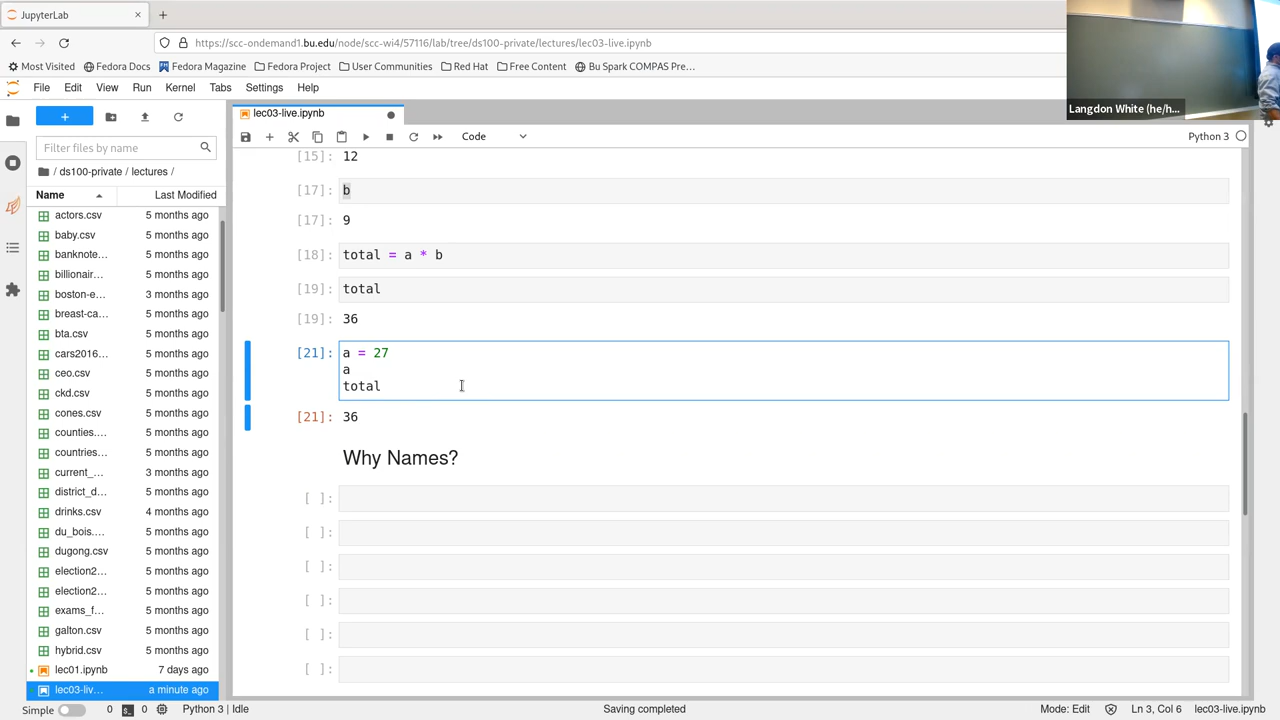 JupyterLab
https://scc-ondemand1.bu.edu/node/scc-wi4/57116/lab/tree/ds100-private/lectures/lec03-live.ipynb
Most Visited Fedora Docs Fedora Magazine Fedora Project User Communities Red Hat Free Content Bu Spark COMPAS Pre…
Langdon White (he/h...
File Edit View Run Kernel Tabs Settings Help
lec03-live.ipynb
Code
Python 3
Filter files by name
/ ds100-private / lectures /
Name Last Modified
actors.csv 5 months ago
baby.csv 5 months ago
banknote… 5 months ago
billionair… 5 months ago
boston-e… 3 months ago
breast-ca… 5 months ago
bta.csv 5 months ago
cars2016… 5 months ago
ceo.csv 5 months ago
ckd.csv 5 months ago
cones.csv 5 months ago
counties.… 5 months ago
countries… 5 months ago
current_… 3 months ago
district_d… 5 months ago
drinks.csv 4 months ago
du_bois.… 5 months ago
dugong.csv 5 months ago
election2… 5 months ago
election2… 5 months ago
exams_f… 5 months ago
galton.csv 5 months ago
hybrid.csv 5 months ago
lec01.ipynb 7 days ago
lec03-liv… a minute ago
[15]: 12
[17]: b
[17]: 9
[18]: total = a * b
[19]: total
[19]: 36
[21]: a = 27
a
total
[21]: 36
Why Names?
[ ]:
[ ]:
[ ]:
[ ]:
[ ]:
[ ]:
Simple 0 0 Python 3 | Idle Saving completed Mode: Edit Ln 3, Col 6 lec03-live.ipynb